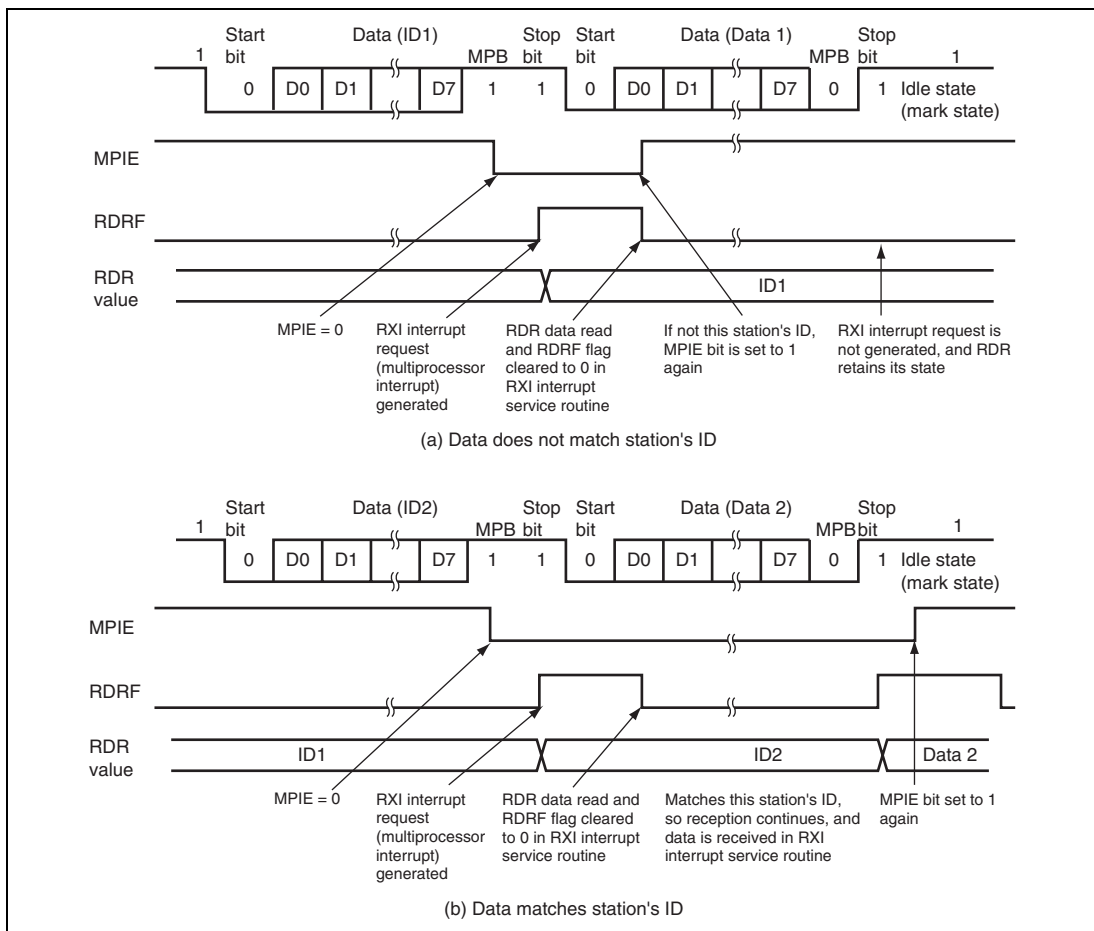 Start bit Data (ID1) MPB Stop bit Start bit Data (Data 1) MPB Stop bit
1 0 D0 D1 D7 1 1 0 D0 D1 D7 0 1 1
Idle state (mark state)
MPIE
RDRF
RDR value
ID1
MPIE = 0
RXI interrupt request (multiprocessor interrupt) generated
RDR data read and RDRF flag cleared to 0 in RXI interrupt service routine
If not this station's ID, MPIE bit is set to 1 again
RXI interrupt request is not generated, and RDR retains its state
(a) Data does not match station's ID
Start bit Data (ID2) MPB Stop bit Start bit Data (Data 2) MPB Stop bit
1 0 D0 D1 D7 1 1 0 D0 D1 D7 0 1 1
Idle state (mark state)
MPIE
RDRF
RDR value
ID1 ID2 Data 2
MPIE = 0
RXI interrupt request (multiprocessor interrupt) generated
RDR data read and RDRF flag cleared to 0 in RXI interrupt service routine
Matches this station's ID, so reception continues, and data is received in RXI interrupt service routine
MPIE bit set to 1 again
(b) Data matches station's ID